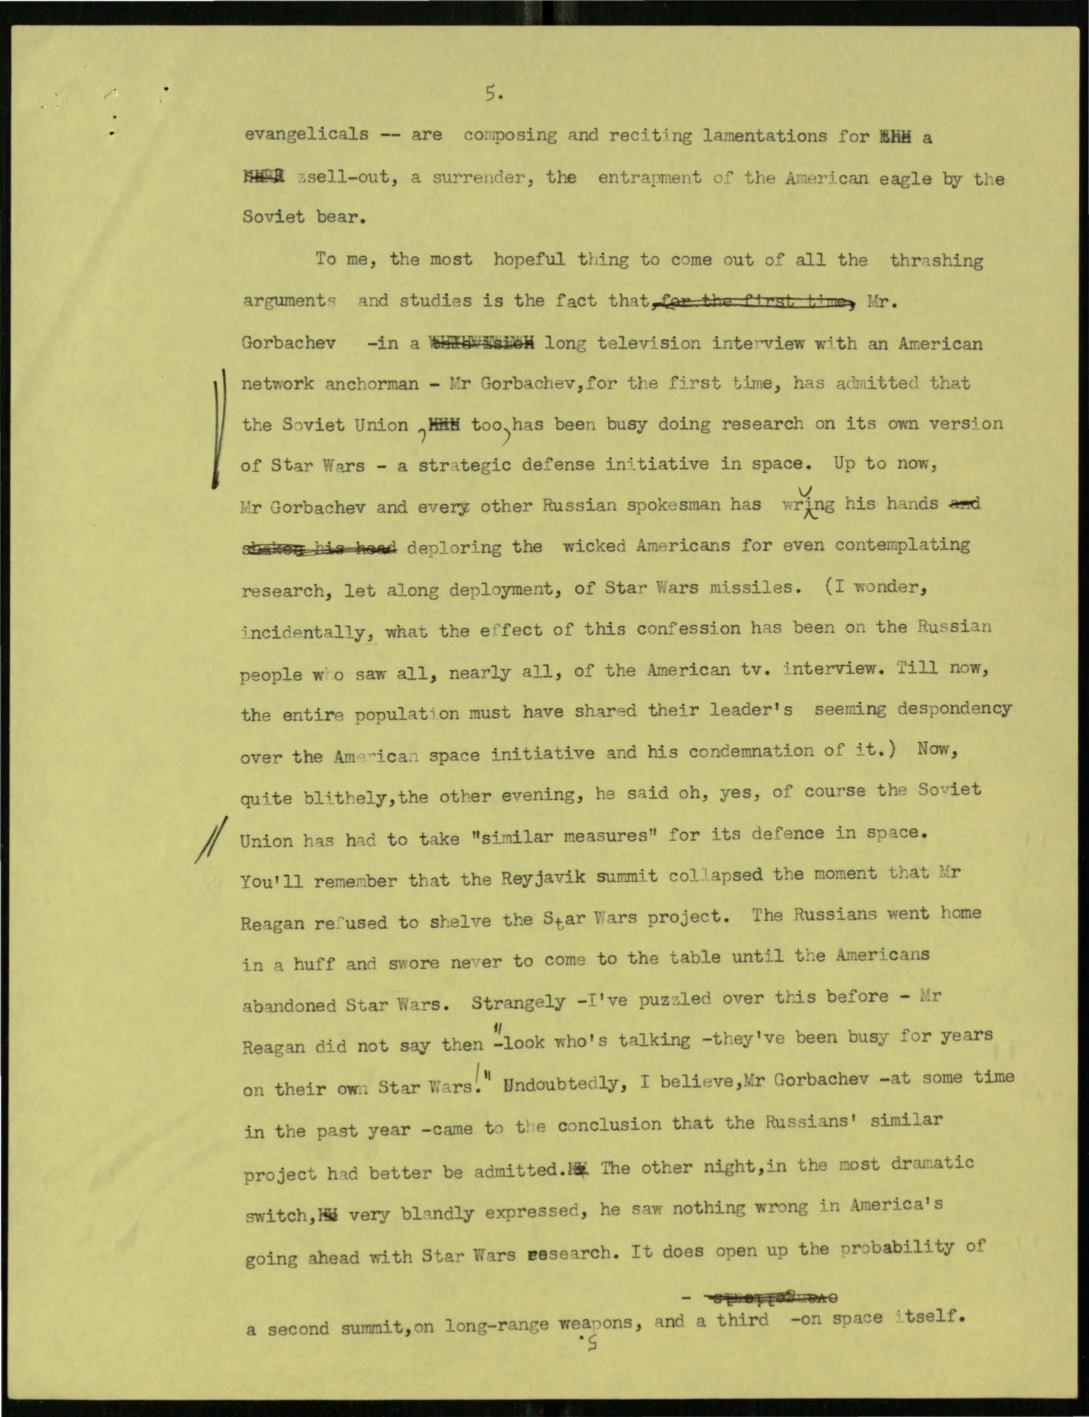 5.
evangelicals -- are composing and reciting lamentations for a
sell-out, a surrender, the entrapment of the American eagle by the
Soviet bear.
To me, the most hopeful thing to come out of all the thrashing
arguments and studies is the fact that, for the first time, Mr.
Gorbachev -in a television long television interview with an American
network anchorman - Mr Gorbachev,for the first time, has admitted that
the Soviet Union , too, has been busy doing research on its own version
of Star Wars - a strategic defense initiative in space. Up to now,
Mr Gorbachev and every other Russian spokesman has wring his hands and
shaken his head deploring the wicked Americans for even contemplating
research, let along deployment, of Star Wars missiles. (I wonder,
incidentally, what the effect of this confession has been on the Russian
people who saw all, nearly all, of the American tv. interview. Till now,
the entire population must have shared their leader's seeming despondency
over the American space initiative and his condemnation of it.) Now,
quite blithely,the other evening, he said oh, yes, of course the Soviet
Union has had to take "similar measures" for its defence in space.
You'll remember that the Reyjavik summit collapsed the moment that Mr
Reagan refused to shelve the Star Wars project. The Russians went home
in a huff and swore never to come to the table until the Americans
abandoned Star Wars. Strangely -I've puzzled over this before - Mr
Reagan did not say then "-look who's talking -they've been busy for years
on their own Star Wars!" Undoubtedly, I believe,Mr Gorbachev -at some time
in the past year -came to the conclusion that the Russians' similar
project had better be admitted. The other night,in the most dramatic
switch, very blandly expressed, he saw nothing wrong in America's
going ahead with Star Wars research. It does open up the probability of
a second summit,on long-range weapons, and a third -on space itself.
5.